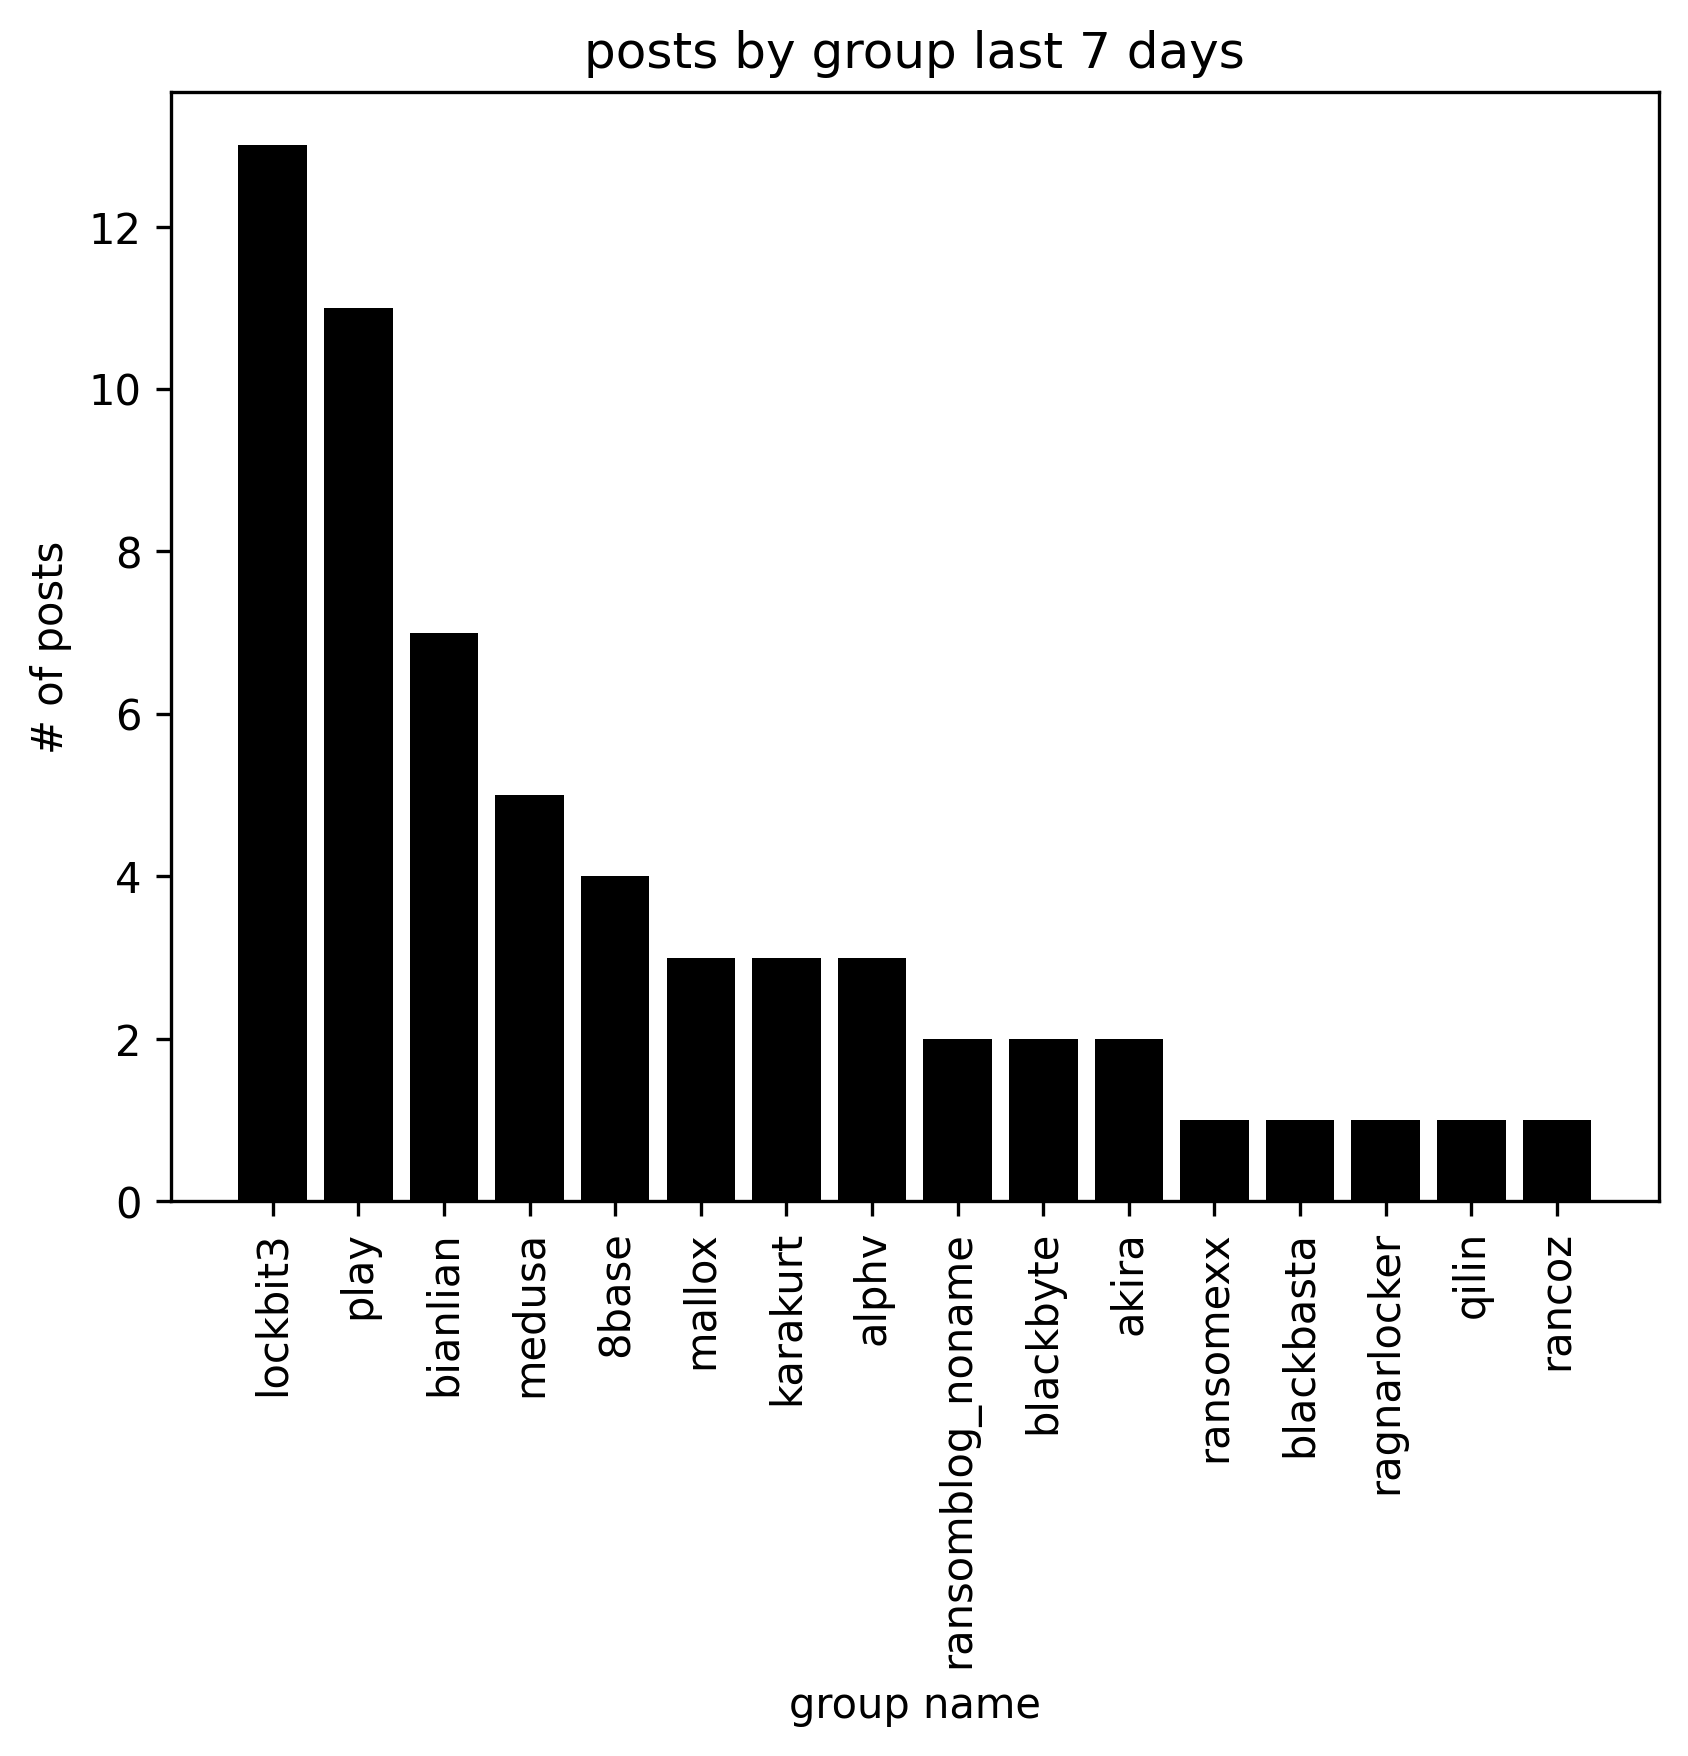 posts by group last 7 days
# of posts
12
10
8
6
4
2
0
lockbit3
play
bianlian
medusa
8base
mallox
karakurt
alphv
ransomblog_noname
blackbyte
akira
ransomexx
blackbasta
ragnarlocker
qilin
rancoz
group name